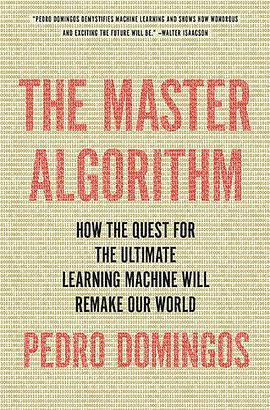 "PEDRO DOMINGOS DEMYSTIFIES MACHINE LEARNING AND SHOWS HOW WONDROUS
AND EXCITING THE FUTURE WILL BE." –WALTER ISAACSON
THE MASTER
ALGORITHM
HOW THE QUEST FOR
THE ULTIMATE
LEARNING MACHINE WILL
REMAKE OUR WORLD
PEDRO DOMINGOS